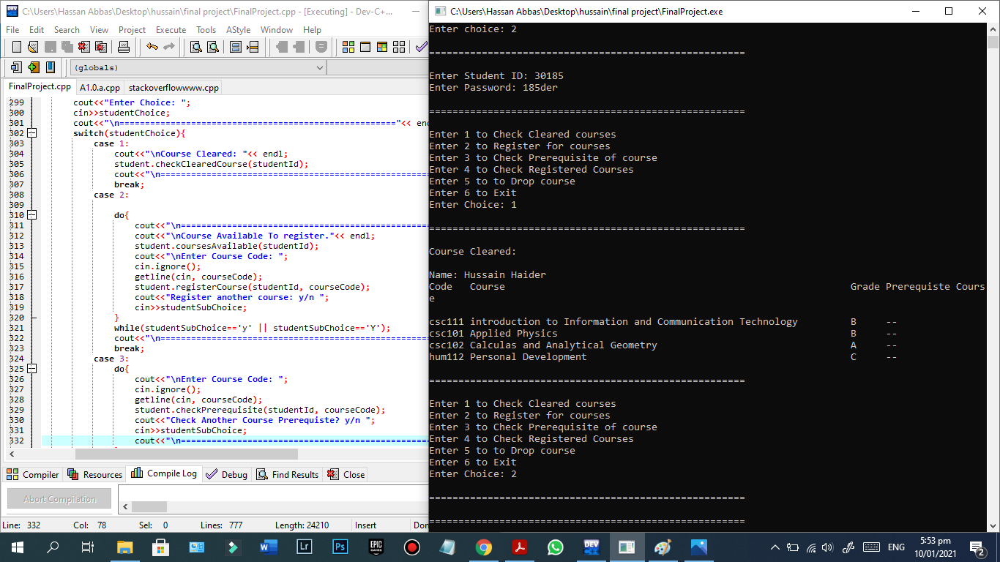 C:\Users\Hassan Abbas\Desktop\hussain\final project\FinalProject.cpp - [Executing] - Dev-C+...
File Edit Search View Project Execute Tools AStyle Window Help
(globals)
FinalProject.cpp A1.0.a.cpp stackoverflowwww.cpp
299 cout<<"Enter Choice: ";
300 cin>>studentChoice;
301 cout<<"\n======================================================"<< end
302 switch(studentChoice){
303 case 1:
304 cout<<"\nCourse Cleared: "<< endl;
305 student.checkClearedCourse(studentId);
306 cout<<"\n====================================================
307 break;
308 case 2:
309
310 do{
311 cout<<"\n================================================
312 cout<<"\nCourse Available To register."<< endl;
313 student.coursesAvailable(studentId);
314 cout<<"\nEnter Course Code: ";
315 cin.ignore();
316 getline(cin, courseCode);
317 student.registerCourse(studentId, courseCode);
318 cout<<"Register another course: y/n ";
319 cin>>studentSubChoice;
320 }
321 while(studentSubChoice=='y' || studentSubChoice=='Y');
322 cout<<"\n====================================================
323 break;
324 case 3:
325 do{
326 cout<<"\nEnter Course Code: ";
327 cin.ignore();
328 getline(cin, courseCode);
329 student.checkPrerequisite(studentId, courseCode);
330 cout<<"Check Another Course Prerequiste? y/n ";
331 cin>>studentSubChoice;
332 cout<<"\n================================================
Compiler Resources Compile Log Debug Find Results Close
Abort Compilation
Line: 332 Col: 78 Sel: 0 Lines: 777 Length: 24210 Insert Don
C:\Users\Hassan Abbas\Desktop\hussain\final project\FinalProject.exe
Enter choice: 2
======================================================
Enter Student ID: 30185
Enter Password: 185der
======================================================
Enter 1 to Check Cleared courses
Enter 2 to Register for courses
Enter 3 to Check Prerequisite of course
Enter 4 to Check Registered Courses
Enter 5 to to Drop course
Enter 6 to Exit
Enter Choice: 1
======================================================
Course Cleared:
Name: Hussain Haider
Code Course Grade Prerequiste Cours
e
csc111 introduction to Information and Communication Technology B --
csc101 Applied Physics B --
csc102 Calculas and Analytical Geometry A --
hum112 Personal Development C --
======================================================
Enter 1 to Check Cleared courses
Enter 2 to Register for courses
Enter 3 to Check Prerequisite of course
Enter 4 to Check Registered Courses
Enter 5 to to Drop course
Enter 6 to Exit
Enter Choice: 2
======================================================
======================================================
W Lr Ps EPIC GAMES DEV
ENG
5:53 pm
10/01/2021
2